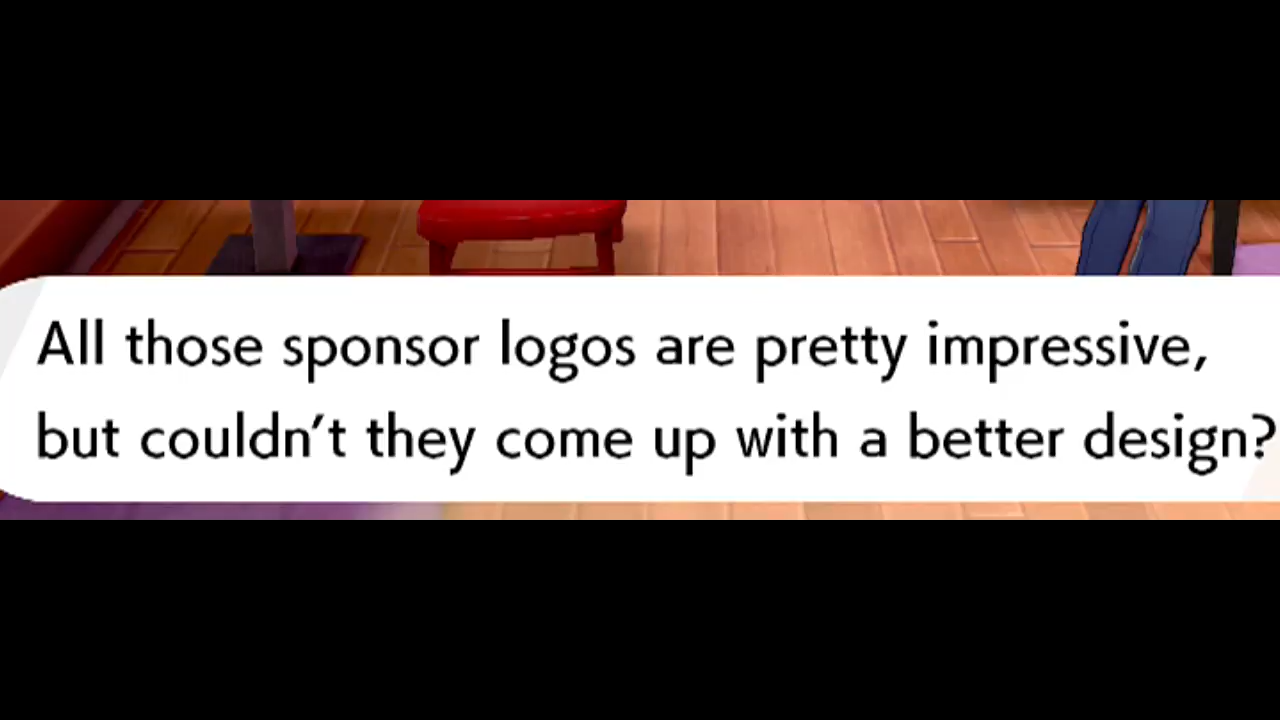 All those sponsor logos are pretty impressive,
but couldn't they come up with a better design?